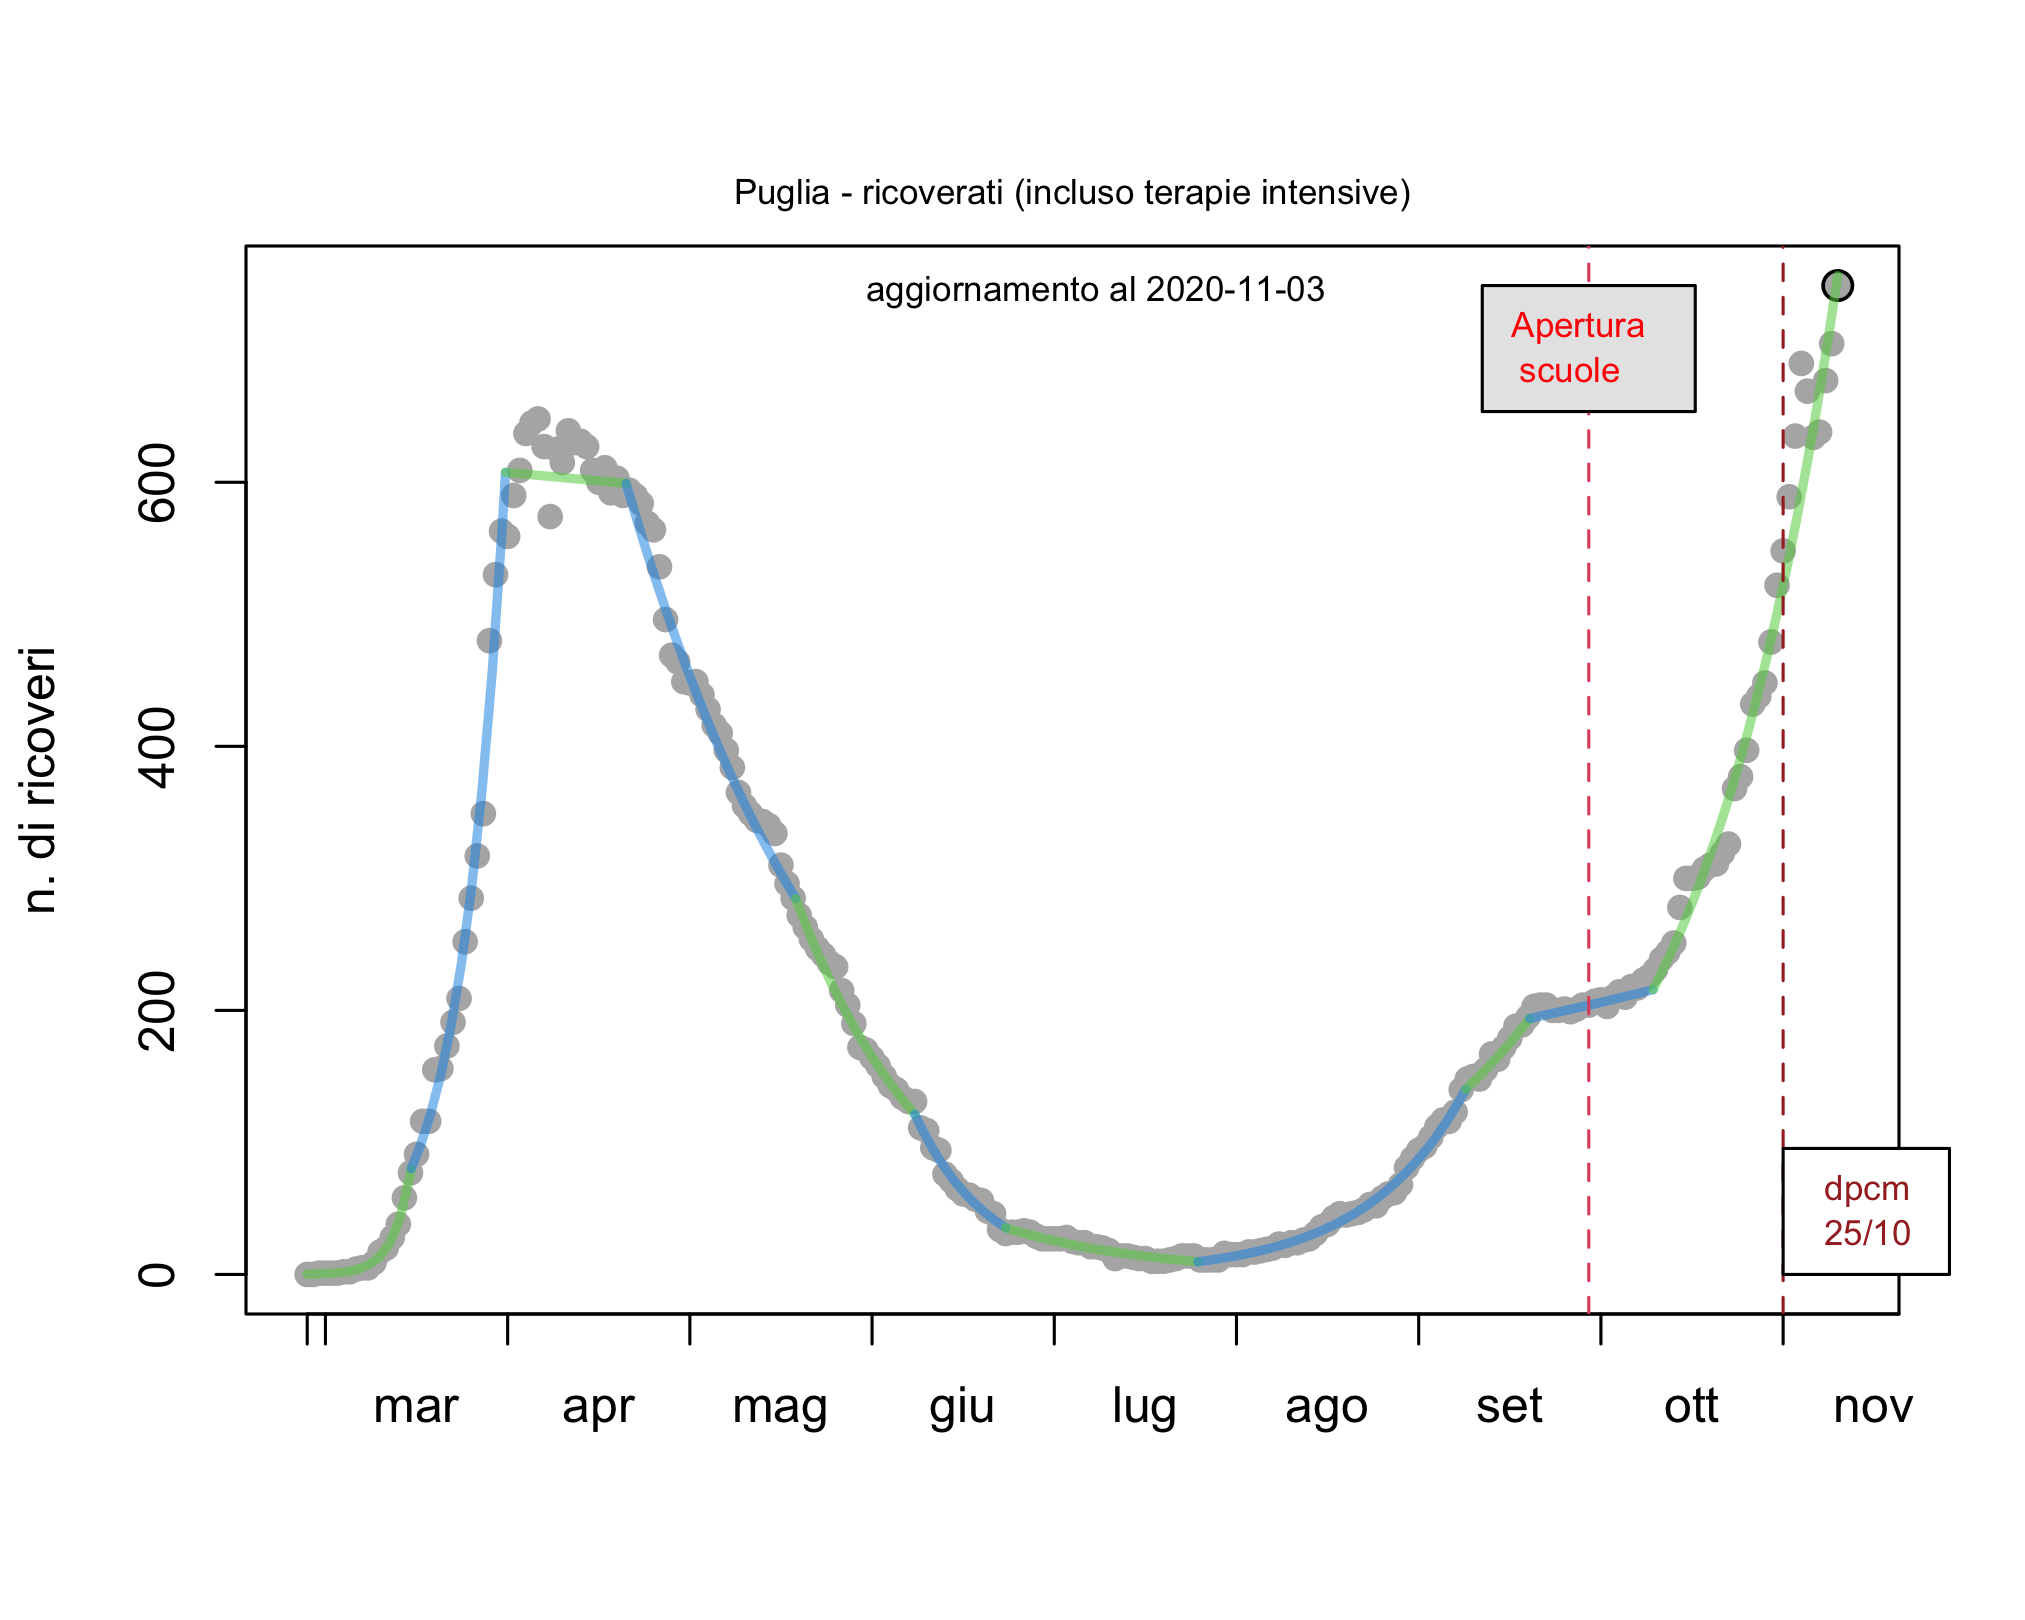 Puglia - ricoverati (incluso terapie intensive)
aggiornamento al 2020-11-03
Apertura
scuole
n. di ricoveri
600
400
200
0
dpcm
25/10
mar apr mag giu lug ago set ott nov